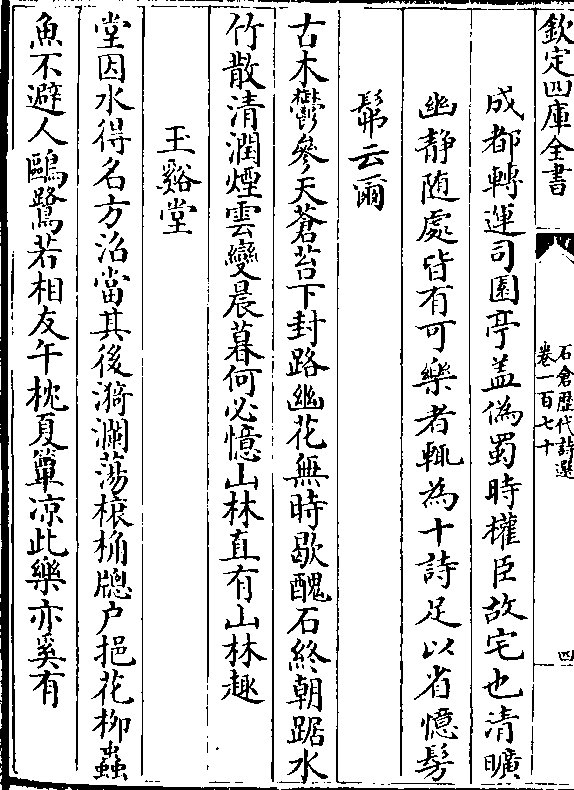 欽定四庫全書
石倉歷代詩選
卷一百七十
四
成都轉運司園亭盖偽蜀時權臣故宅也清曠
幽静随處皆有可樂者輒為十詩足以省憶髣
髴云爾
古木鬱參天蒼苔下封路幽花無時歇醜石終朝踞水
竹散清潤煙雲變晨暮何必憶山林直有山林趣
玉谿堂
堂因水得名方沼當其後漪瀾蕩榱桷牕户挹花柳蟲
魚不避人鷗鷺若相友午枕夏簟凉此樂亦奚有